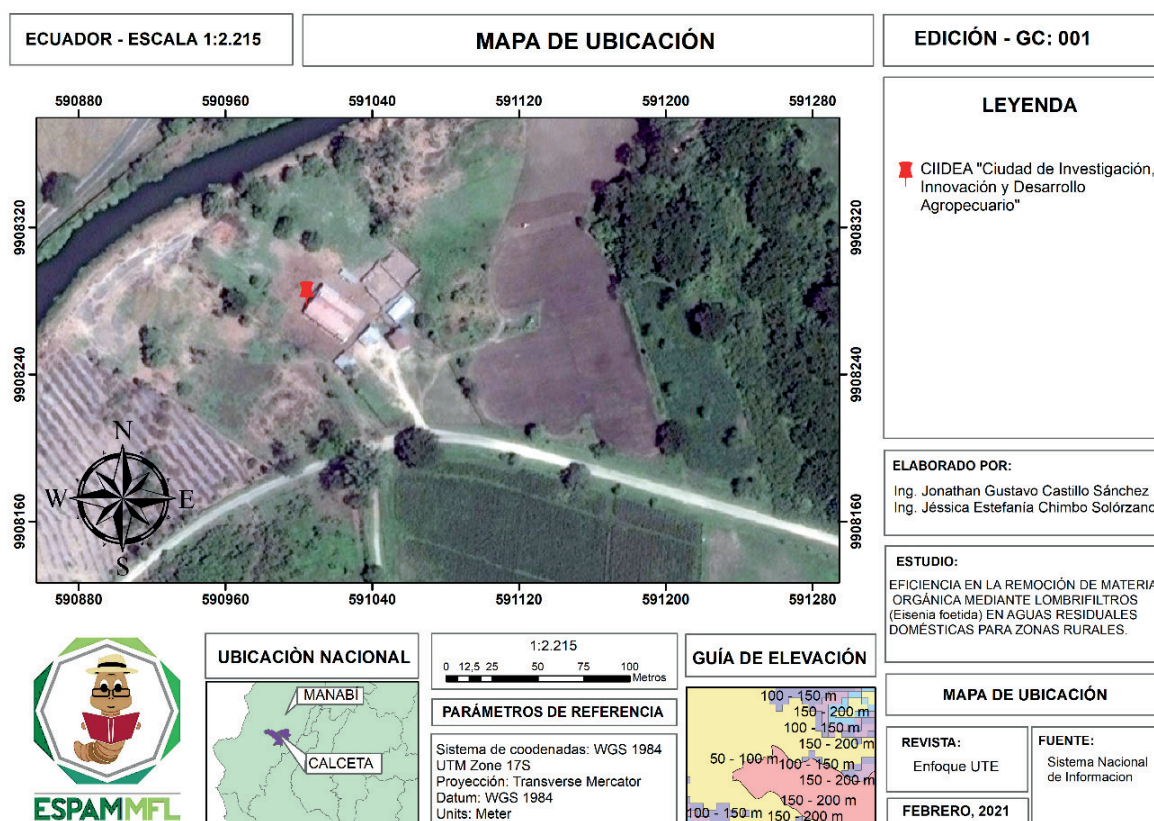 ECUADOR - ESCALA 1:2.215
MAPA DE UBICACIÓN
EDICIÓN - GC: 001
590880 590960 591040 591120 591200 591280
9908320
9908240
9908160
9908320
9908240
9908160
N
W E
S
590880 590960 591040 591120 591200 591280
LEYENDA
CIIDEA "Ciudad de Investigación,
Innovación y Desarrollo
Agropecuario"
ELABORADO POR:
Ing. Jonathan Gustavo Castillo Sánchez
Ing. Jéssica Estefanía Chimbo Solórzano
ESTUDIO:
EFICIENCIA EN LA REMOCIÓN DE MATERIA
ORGÁNICA MEDIANTE LOMBRIFILTROS
(Eisenia foetida) EN AGUAS RESIDUALES
DOMÉSTICAS PARA ZONAS RURALES.
ESPAMMFL
UBICACIÒN NACIONAL
MANABÍ
CALCETA
1:2.215
0 12,5 25 50 75 100
Metros
PARÁMETROS DE REFERENCIA
Sistema de coodenadas: WGS 1984
UTM Zone 17S
Proyección: Transverse Mercator
Datum: WGS 1984
Units: Meter
GUÍA DE ELEVACIÓN
100 - 150 m
150 - 200 m
100 - 150 m
150 - 200 m
50 - 100 m
100 - 150 m
150 - 200 m
150 - 200 m
100 - 150 m
150 - 200 m
MAPA DE UBICACIÓN
REVISTA:
Enfoque UTE
FUENTE:
Sistema Nacional
de Informacion
FEBRERO, 2021